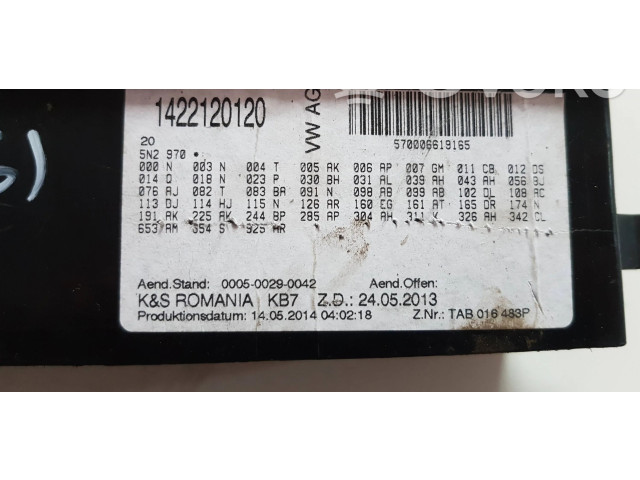 1422120120
VW AG
570006619165
20
5N2 970 •
000 N 003 N 004 T 005 AK 006 AP 007 GM 011 CB 012 DS
014 D 018 N 023 P 030 BH 031 AL 039 AH 043 AH 056 BJ
076 AJ 082 T 083 BA 091 N 098 AB 099 AB 102 DL 108 AC
113 DJ 114 HJ 115 N 126 AR 160 EG 161 AT 165 DR 174 N
191 AK 225 AK 244 BP 285 AP 304 AH 311 K 326 AH 342 CL
653 AM 354 S 925 AR
Aend.Stand: 0005-0029-0042 Aend.Offen:
K&S ROMANIA KB7 Z.D.: 24.05.2013
Produktionsdatum: 14.05.2014 04:02:18 Z.Nr.: TAB 016 483P